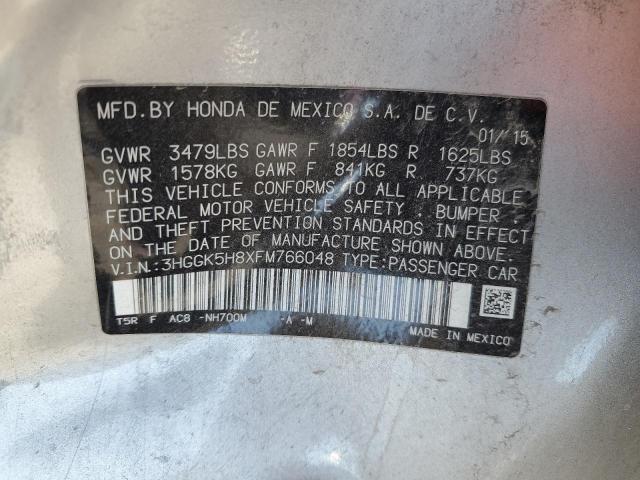 MFD.BY HONDA DE MEXICO S.A. DE C.V.
01/15
GVWR 3479LBS GAWR F 1854LBS R 1625LBS
GVWR 1578KG GAWR F 841KG R 737KG
THIS VEHICLE CONFORMS TO ALL APPLICABLE
FEDERAL MOTOR VEHICLE SAFETY, BUMPER,
AND THEFT PREVENTION STANDARDS IN EFFECT
ON THE DATE OF MANUFACTURE SHOWN ABOVE.
V.I.N.:3HGGK5H8XFM766048 TYPE:PASSENGER CAR
T5R F AC8 -NH700M -A -M
MADE IN MEXICO